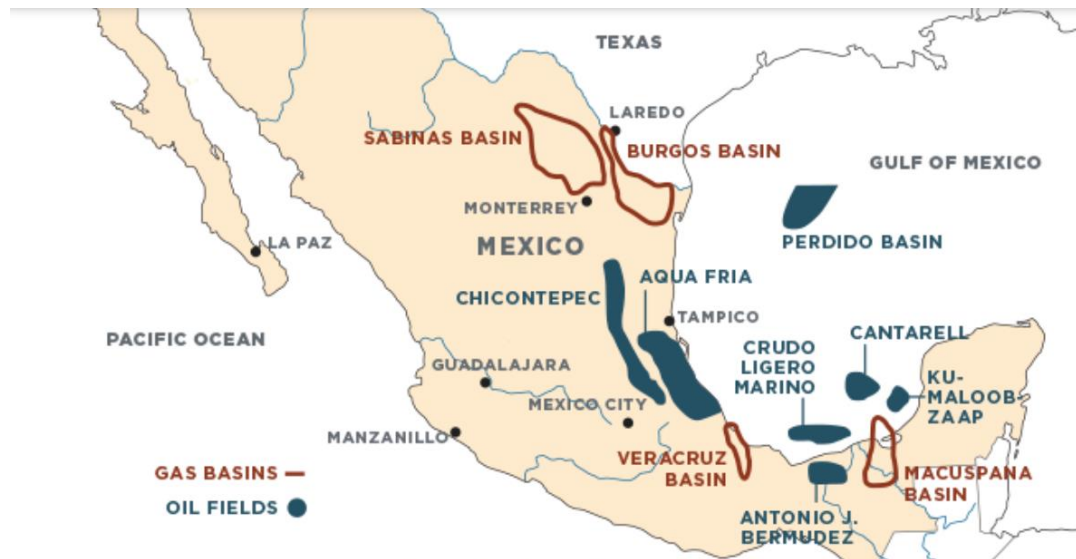 TEXAS
LAREDO
SABINAS BASIN
BURGOS BASIN
GULF OF MEXICO
MONTERREY
PERDIDO BASIN
LA PAZ
MEXICO
AQUA FRIA
CHICONTEPEC
TAMPICO
PACIFIC OCEAN
CANTARELL
CRUDO
LIGERO
MARINO
GUADALAJARA
KU-
MALOOB-
ZAAP
MEXICO CITY
MANZANILLO
VERACRUZ
BASIN
GAS BASINS
MACUSPANA
BASIN
OIL FIELDS
ANTONIO J.
BERMUDEZ